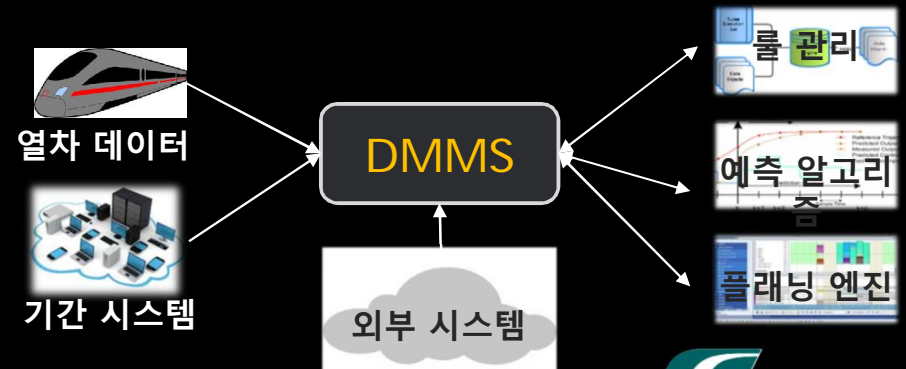 룰 관리
열차 데이터
DMMS
예측 알고리
즘
기간 시스템
외부 시스템
플래닝 엔진